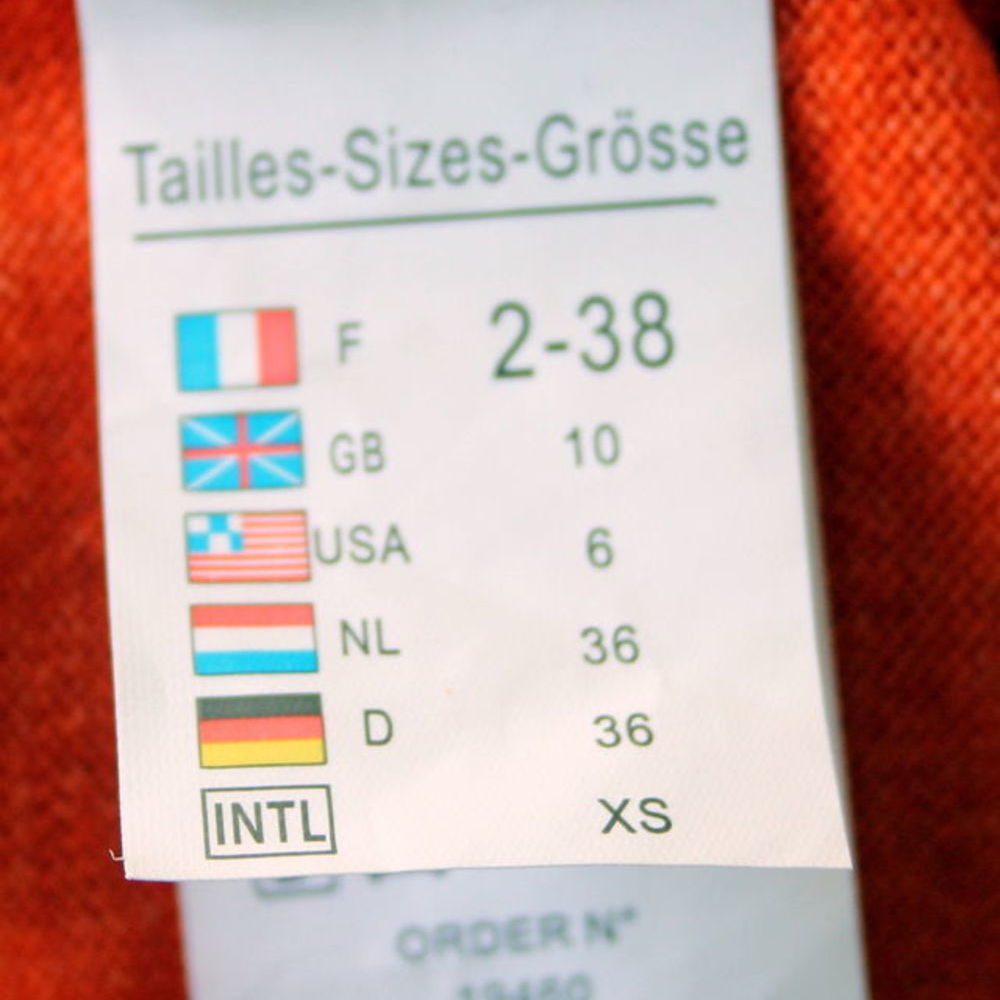 Tailles-Sizes-Grösse
F 2-38
GB 10
USA 6
NL 36
D 36
INTL XS
ORDER N°